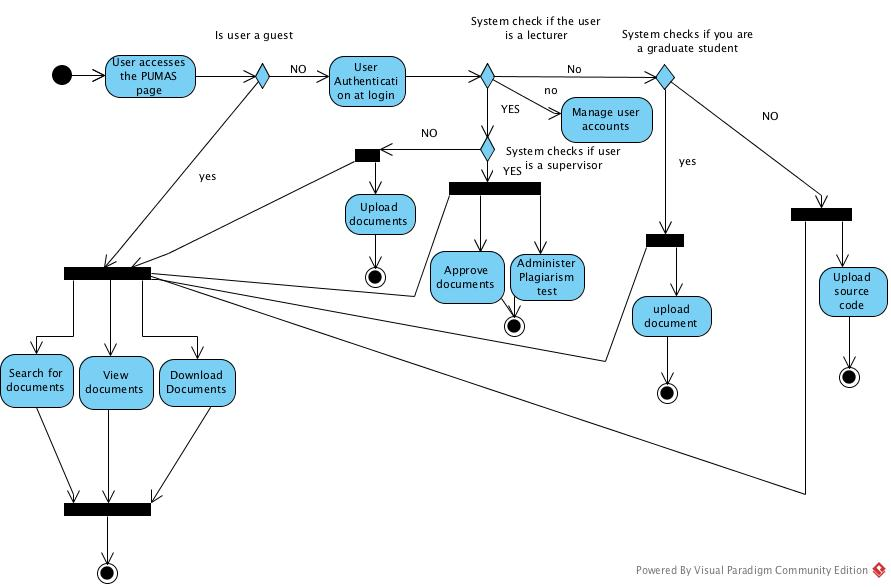 System check if the user
is a lecturer
System checks if you are
a graduate student
Is user a guest
User accesses
the PUMAS
page
NO
User
Authenticati
on at login
No
no
YES
Manage user
accounts
NO
NO
System checks if user
is a supervisor
YES
yes
yes
Upload
documents
Approve
documents
Administer
Plagiarism
test
upload
document
Upload
source
code
Search for
documents
View
documents
Download
Documents
Powered By Visual Paradigm Community Edition